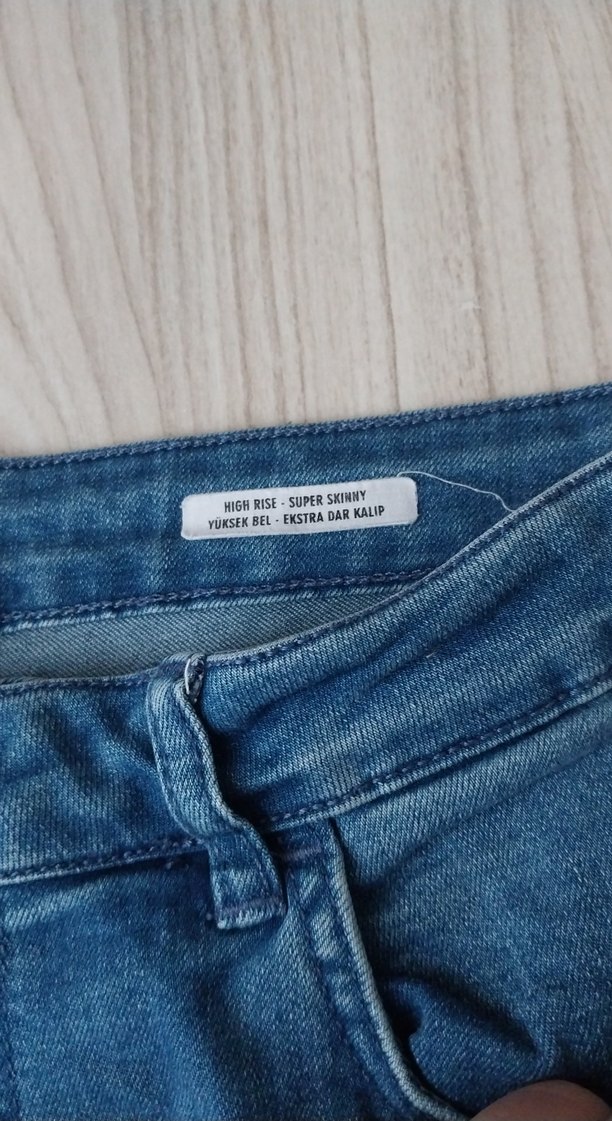 HIGH RISE - SUPER SKINNY
YÜKSEK BEL - EKSTRA DAR KALIP